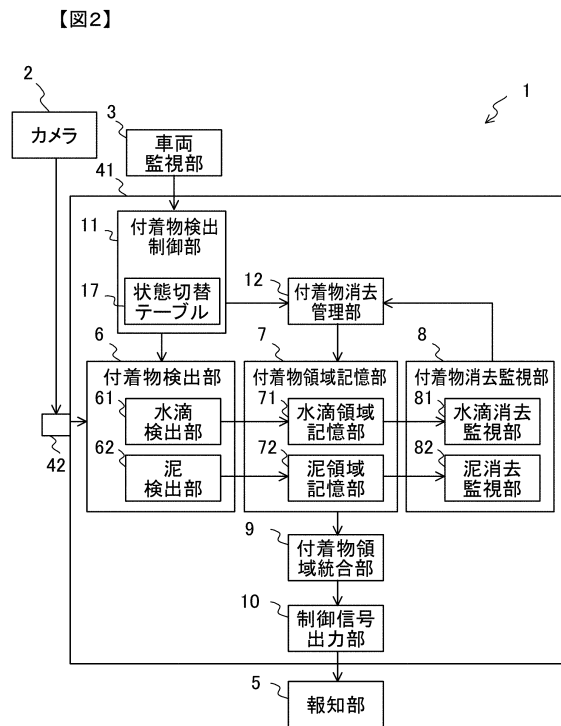 【図2】
1
2
カメラ
3
車両
監視部
41
11
付着物検出
制御部
17
状態切替
テーブル
12
付着物消去
管理部
6
付着物検出部
61
水滴
検出部
62
泥
検出部
42
7
付着物領域記憶部
71
水滴領域
記憶部
72
泥領域
記憶部
8
付着物消去監視部
81
水滴消去
監視部
82
泥消去
監視部
9
付着物領
域統合部
10
制御信号
出力部
5
報知部